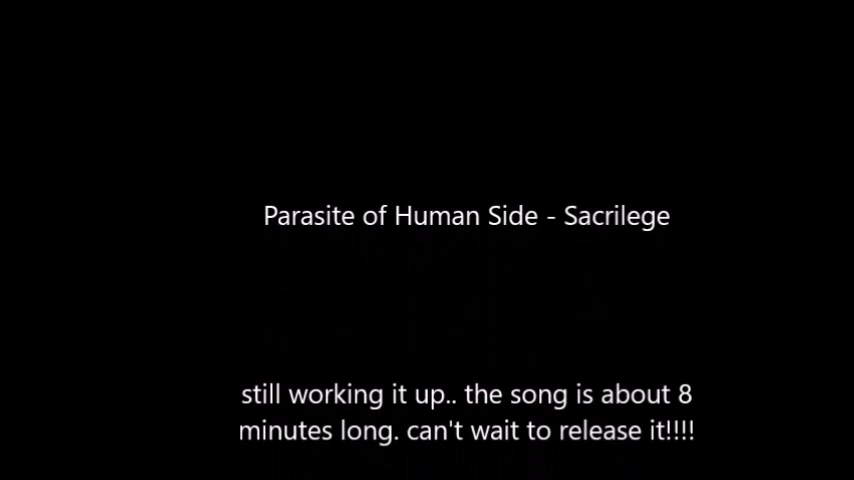 Parasite of Human Side - Sacrilege
still working it up.. the song is about 8
minutes long. can't wait to release it!!!!